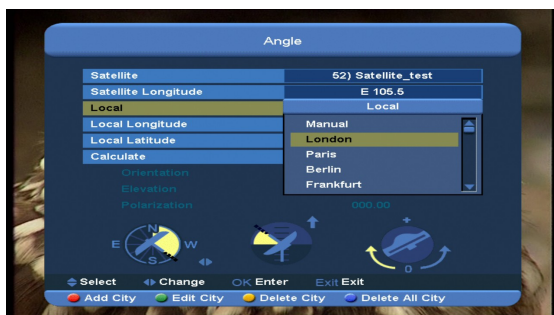 Angle
Satellite 52) Satellite_test
Satellite Longitude E 105.5
Local Local
Local Longitude Manual
London
Local Latitude Paris
Calculate Berlin
Orientation Frankfurt
Elevation
Polarization 000.00
N
E W
S
+
0
Select Change OK Enter Exit Exit
Add City Edit City Delete City Delete All City